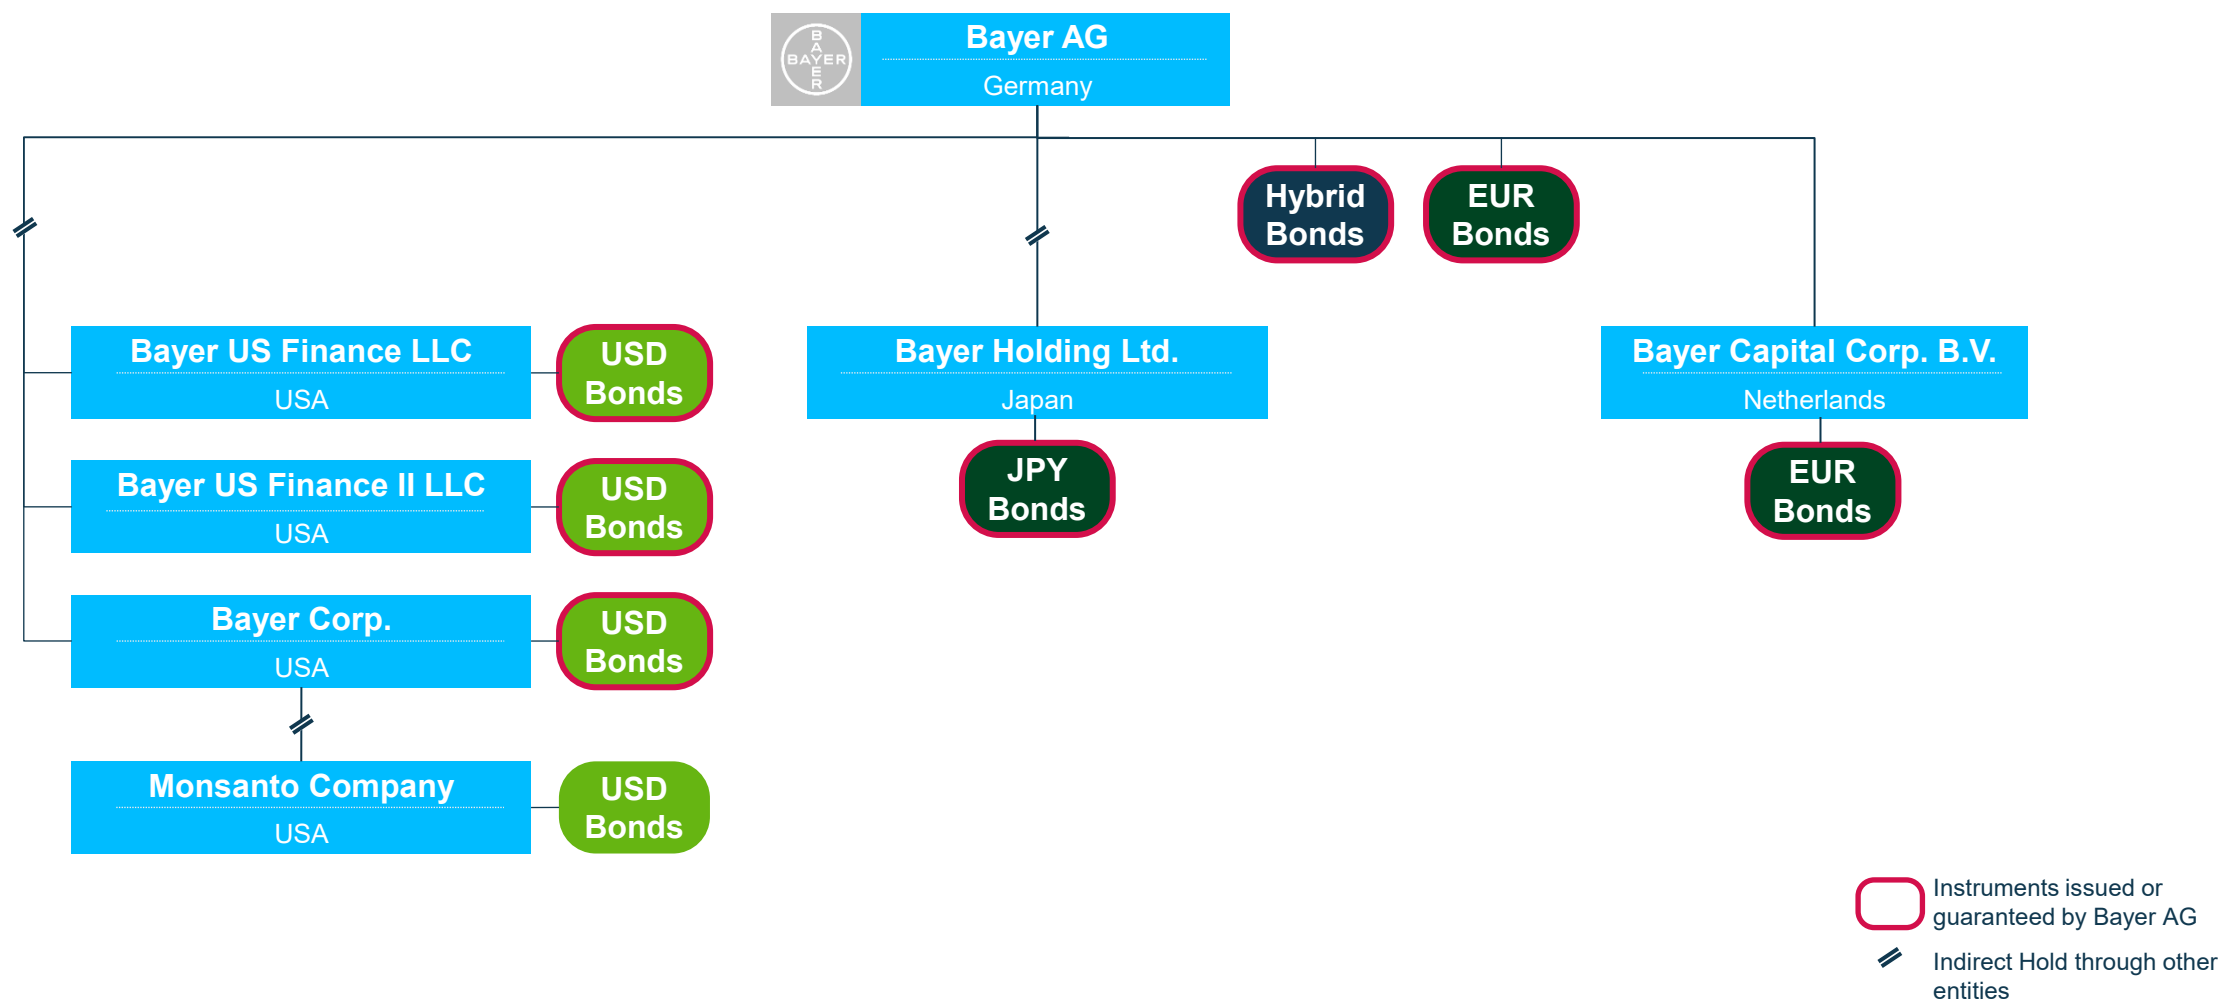 BAYER
BAYER
Bayer AG
Germany
Hybrid
Bonds
EUR
Bonds
Bayer US Finance LLC
USA
USD
Bonds
Bayer Holding Ltd.
Japan
JPY
Bonds
Bayer Capital Corp. B.V.
Netherlands
EUR
Bonds
Bayer US Finance II LLC
USA
USD
Bonds
Bayer Corp.
USA
USD
Bonds
Monsanto Company
USA
USD
Bonds
Instruments issued or
guaranteed by Bayer AG
Indirect Hold through other
entities